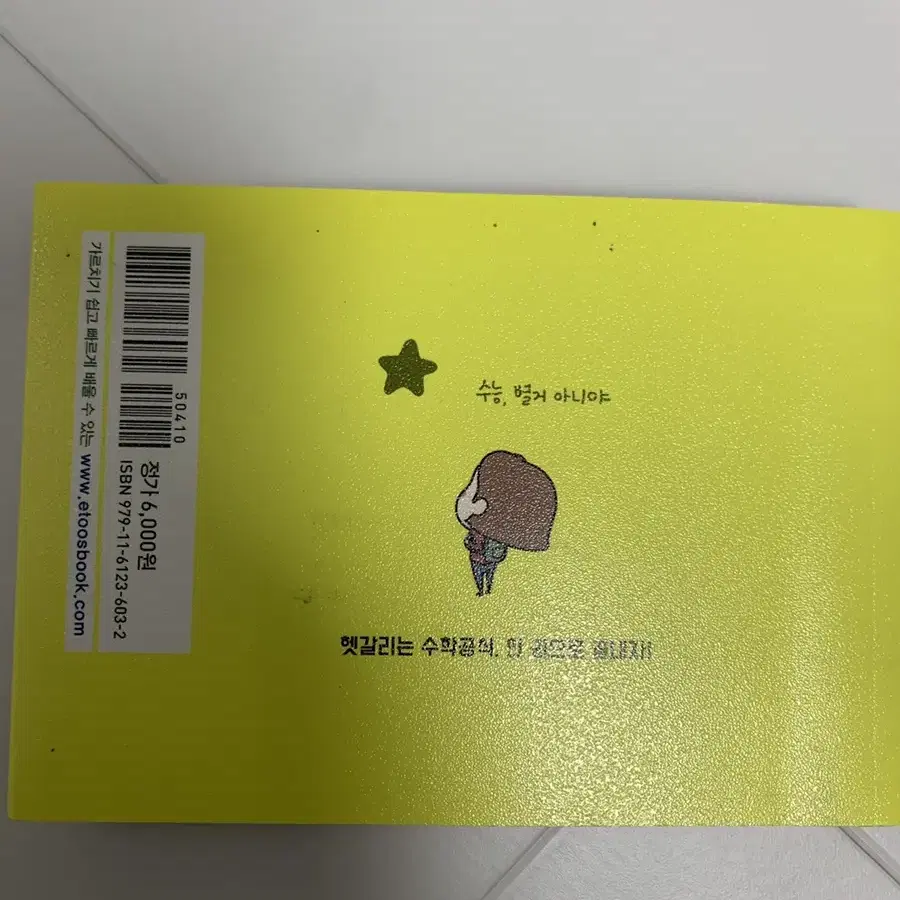 수능, 별거 아니야
헷갈리는 수학공식, 한 권으로 끝내자!
50410
정가 6,000원
ISBN 979-11-6123-603-2
가르치기 쉽고 빠르게 배울 수 있는 www.etoosbook.com